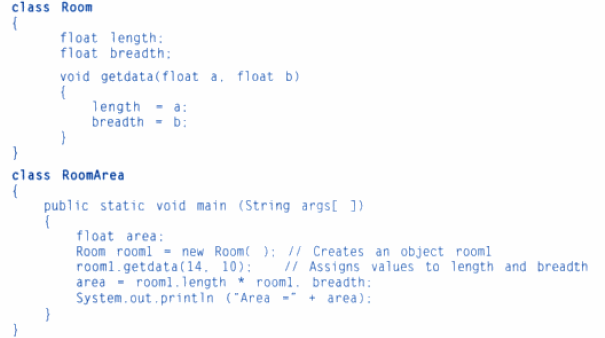 class Room
{
float length;
float breadth;
void getdata(float a, float b)
{
length = a;
breadth = b;
}
}
class RoomArea
{
public static void main (String args[ ])
{
float area;
Room room1 = new Room( ); // Creates an object room1
room1.getdata(14, 10); // Assigns values to length and breadth
area = room1.length * room1. breadth;
System.out.println ("Area =" + area);
}
}